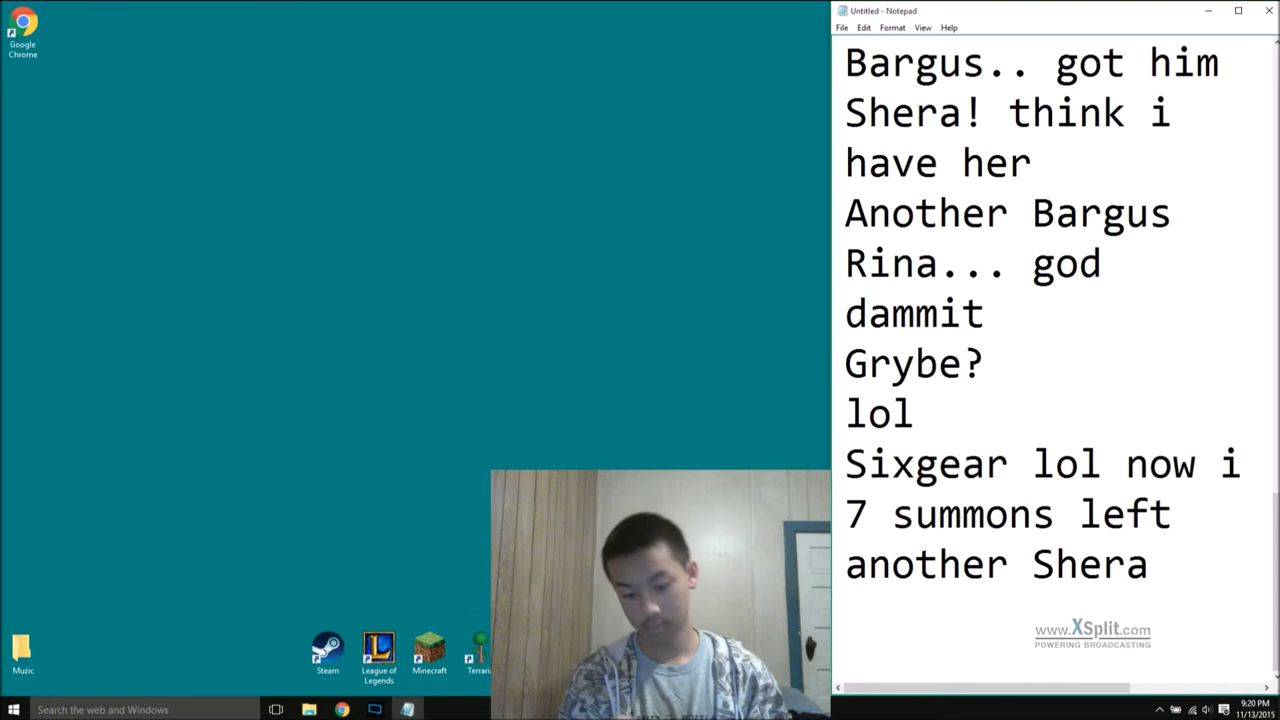 Google
Chrome
Untitled - Notepad
File Edit Format View Help
Bargus.. got him
Shera! think i
have her
Another Bargus
Rina... god
dammit
Grybe?
lol
Sixgear lol now i
7 summons left
another Shera
www.XSplit.com
POWERING BROADCASTING
Muzic
Steam
League of
Legends
Minecraft
Terrari
Search the web and Windows
9:20 PM
11/13/2015